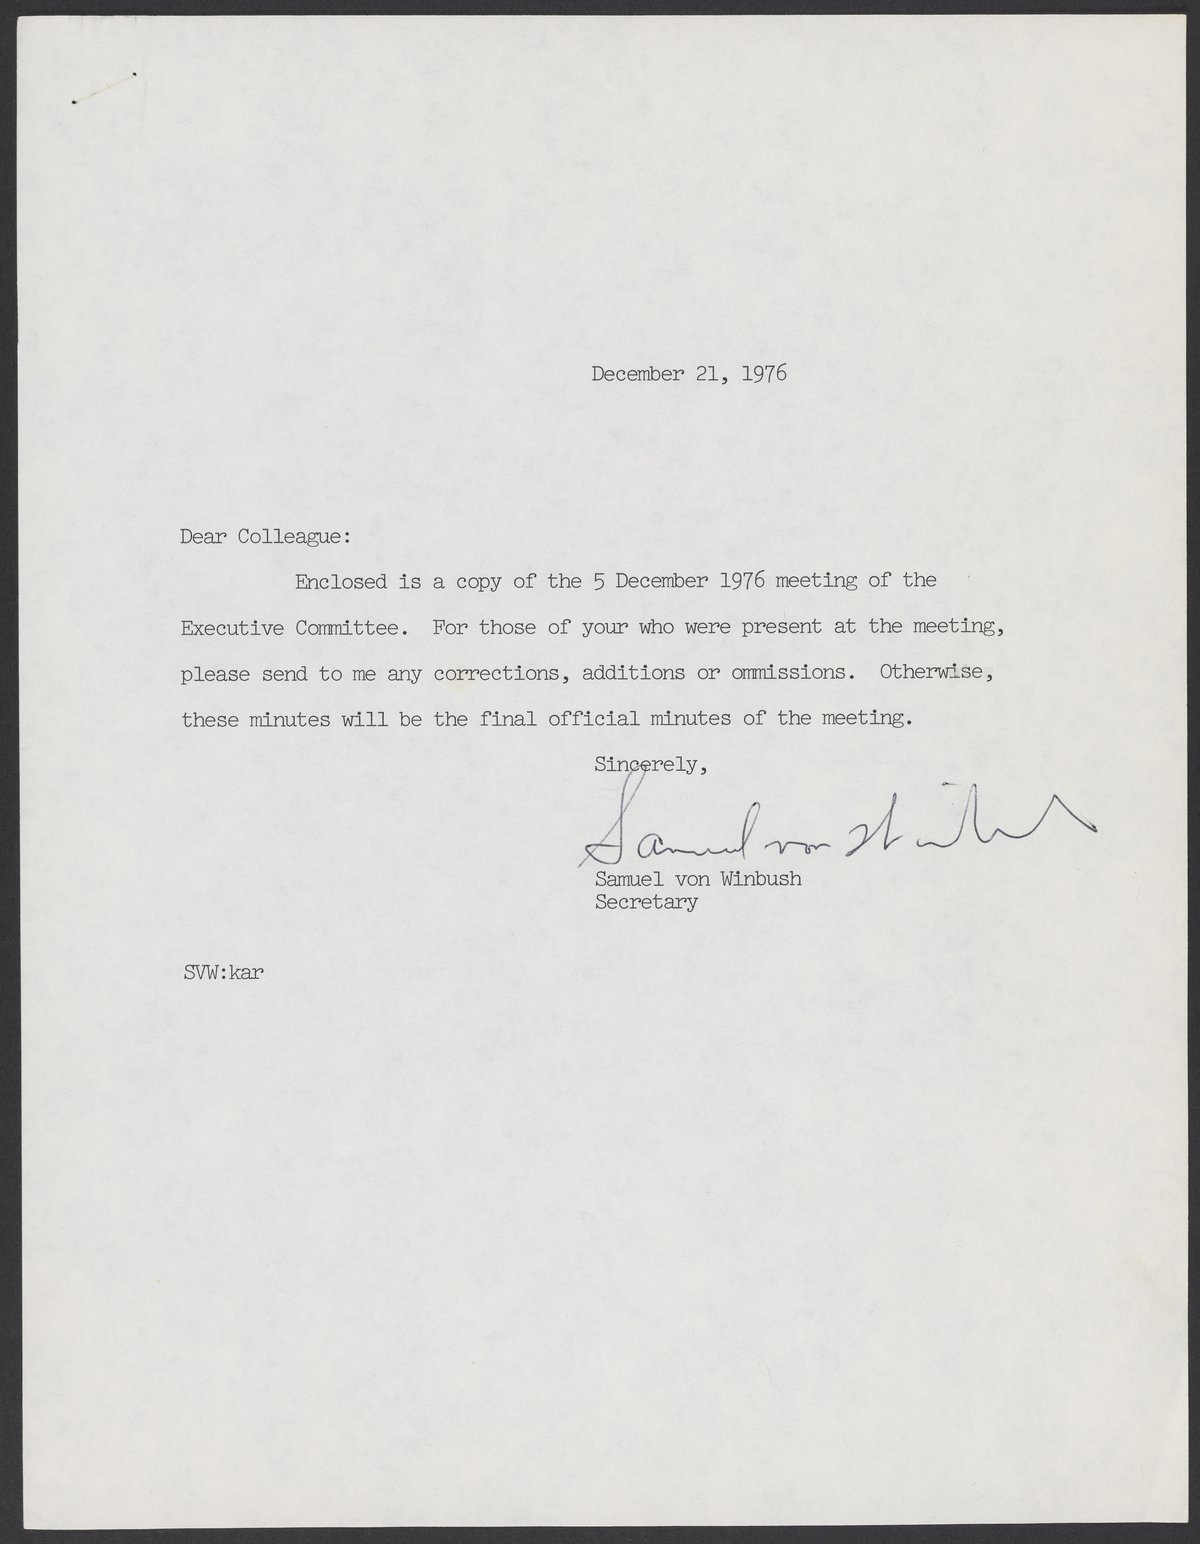 December 21, 1976
Dear Colleague:
Enclosed is a copy of the 5 December 1976 meeting of the
Executive Committee. For those of your who were present at the meeting,
please send to me any corrections, additions or ommissions. Otherwise,
these minutes will be the final official minutes of the meeting.
Sincerely,
Samuel von Winbush
Samuel von Winbush
Secretary
SVW:kar